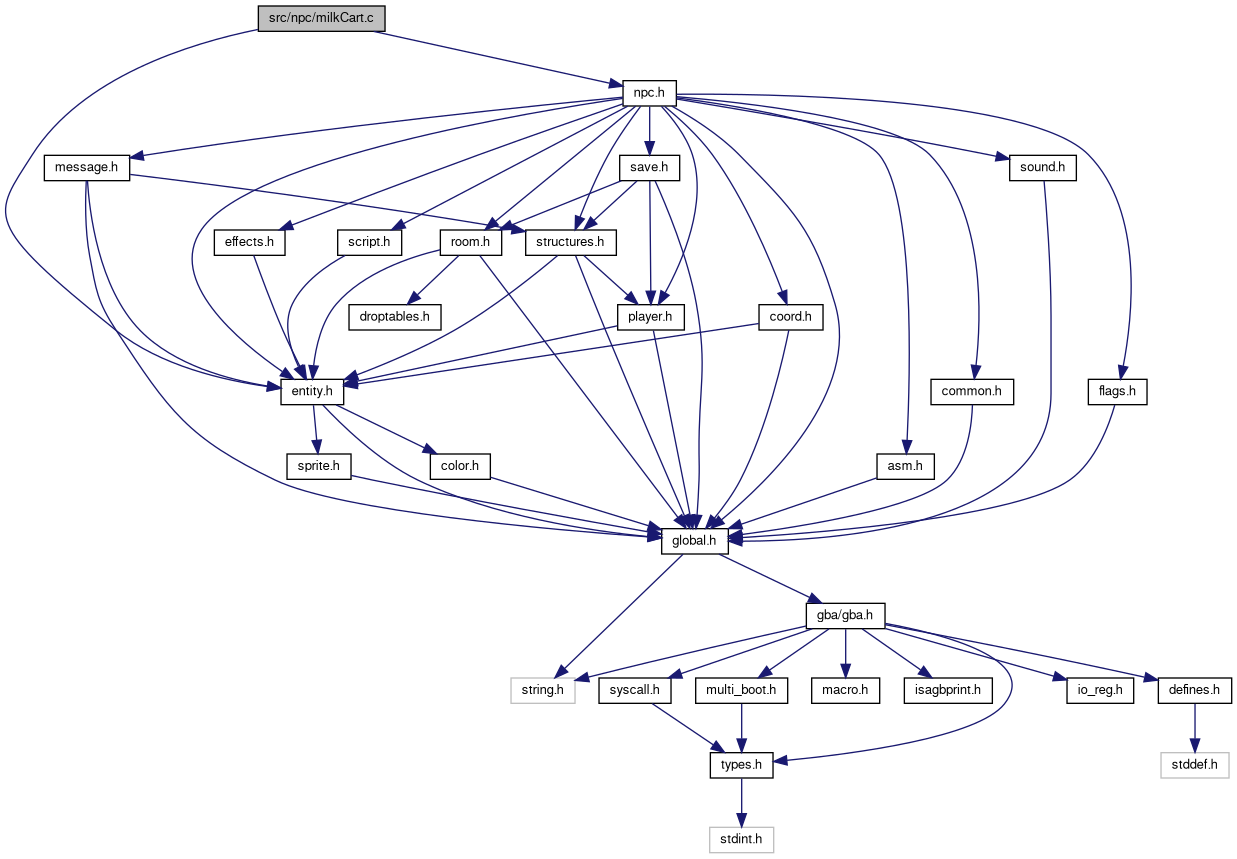 src/npc/milkCart.c
npc.h
message.h
save.h
sound.h
effects.h
script.h
room.h
structures.h
droptables.h
player.h
coord.h
entity.h
common.h
flags.h
sprite.h
color.h
asm.h
global.h
gba/gba.h
string.h
syscall.h
multi_boot.h
macro.h
isagbprint.h
io_reg.h
defines.h
types.h
stddef.h
stdint.h